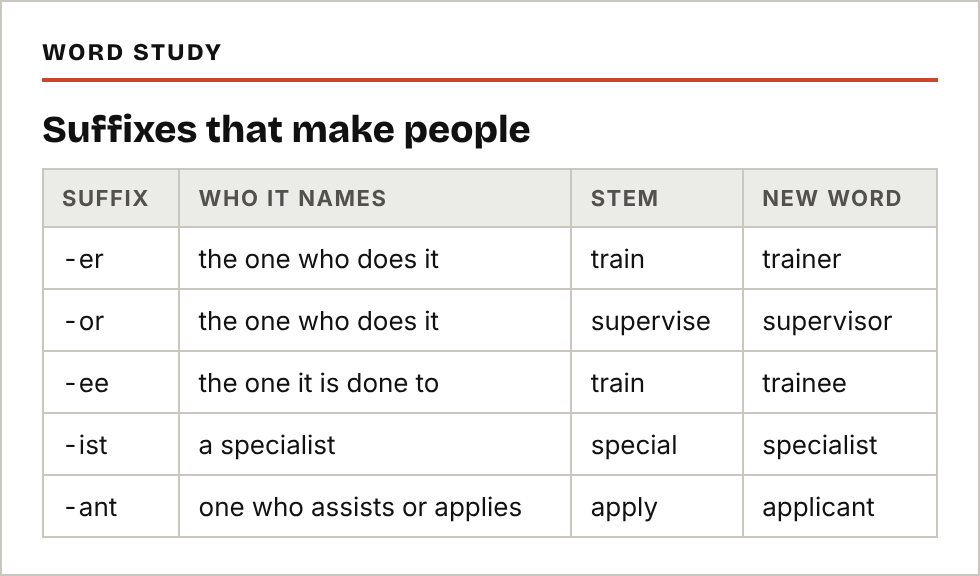 WORD STUDY
Suffixes that make people
SUFFIX WHO IT NAMES STEM NEW WORD
-er the one who does it train trainer
-or the one who does it supervise supervisor
-ee the one it is done to train trainee
-ist a specialist special specialist
-ant one who assists or applies apply applicant